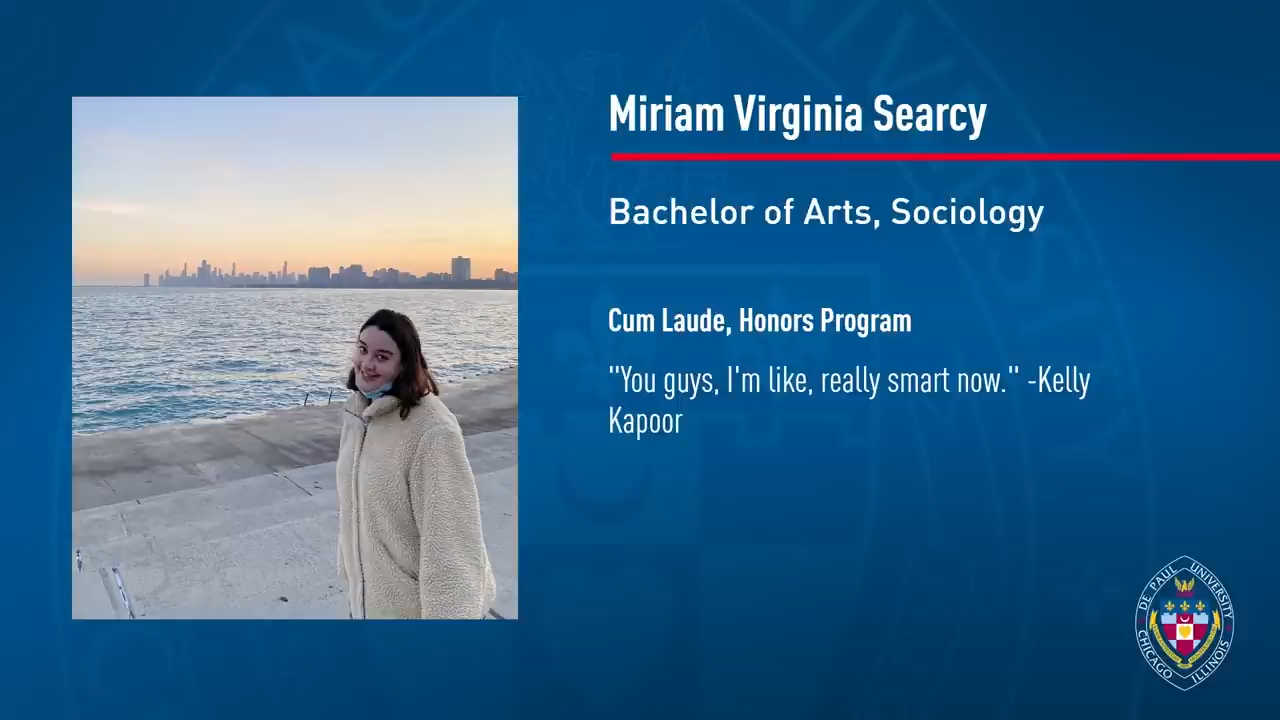 Miriam Virginia Searcy
Bachelor of Arts, Sociology
Cum Laude, Honors Program
"You guys, I'm like, really smart now." -Kelly
Kapoor
DE PAUL UNIVERSITY
CHICAGO ILLINOIS